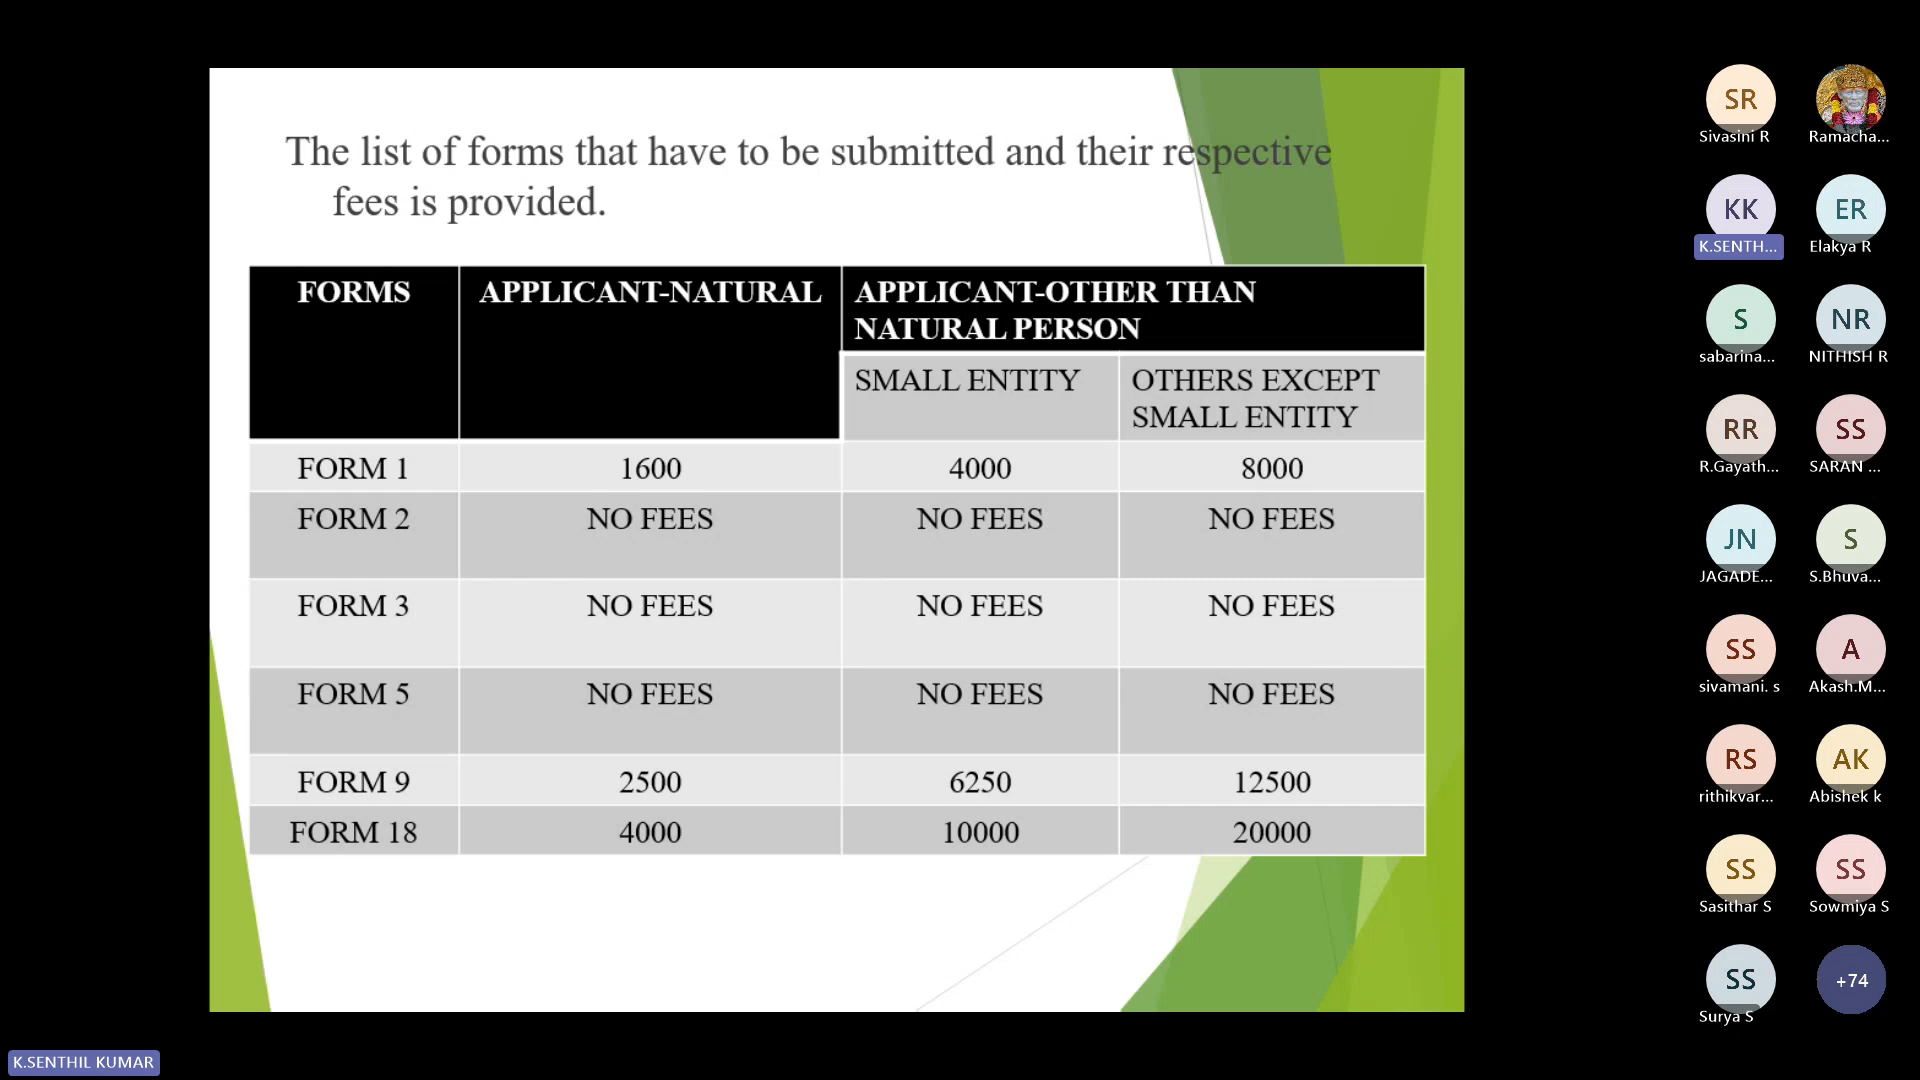 The list of forms that have to be submitted and their respective
fees is provided.
FORMS APPLICANT-NATURAL APPLICANT-OTHER THAN
NATURAL PERSON
SMALL ENTITY OTHERS EXCEPT
SMALL ENTITY
FORM 1 1600 4000 8000
FORM 2 NO FEES NO FEES NO FEES
FORM 3 NO FEES NO FEES NO FEES
FORM 5 NO FEES NO FEES NO FEES
FORM 9 2500 6250 12500
FORM 18 4000 10000 20000
SR
Sivasini R Ramacha...
KK ER
K.SENTH... Elakya R
S NR
sabarina... NITHISH R
RR SS
R.Gayath... SARAN ...
JN S
JAGADE... S.Bhuva...
SS A
sivamani. s Akash.M...
RS AK
rithikvar... Abishek k
SS SS
Sasithar S Sowmiya S
SS +74
Surya S
K.SENTHIL KUMAR